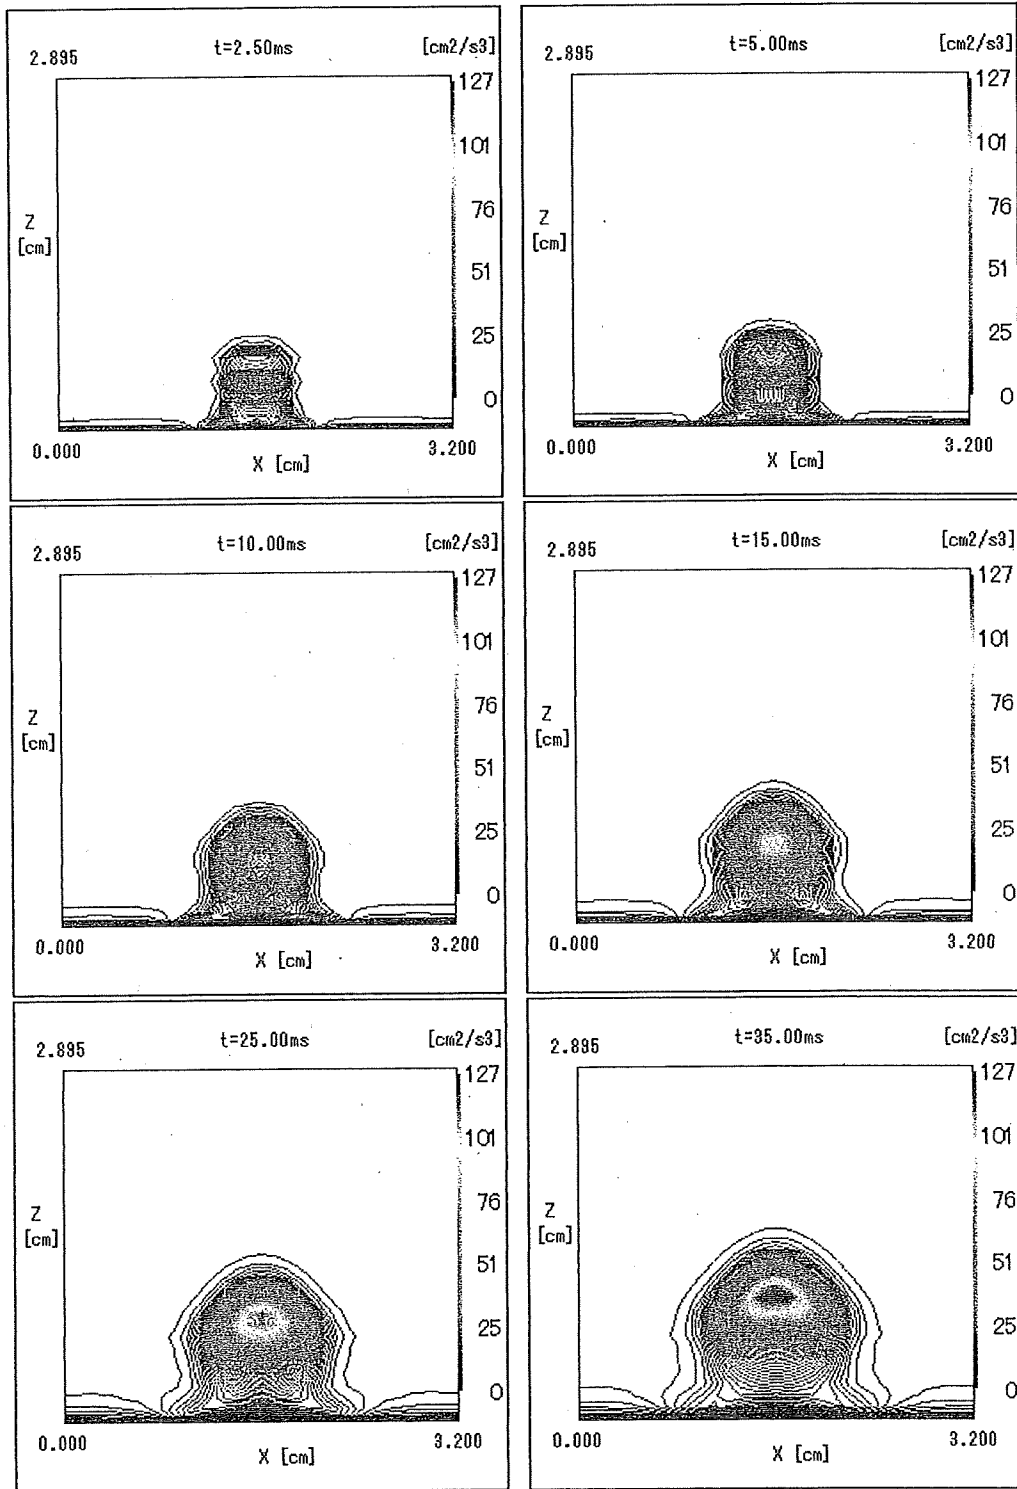 2.895 t=2.50ms [cm2/s3]
127
101
76
Z
[cm]
51
25
0
0.000 3.200
X [cm]
2.895 t=5.00ms [cm2/s3]
127
101
76
Z
[cm]
51
25
0
0.000 3.200
X [cm]
2.895 t=10.00ms [cm2/s3]
127
101
76
Z
[cm]
51
25
0
0.000 3.200
X [cm]
2.895 t=15.00ms [cm2/s3]
127
101
76
Z
[cm]
51
25
0
0.000 3.200
X [cm]
2.895 t=25.00ms [cm2/s3]
127
101
76
Z
[cm]
51
25
0
0.000 3.200
X [cm]
2.895 t=35.00ms [cm2/s3]
127
101
76
Z
[cm]
51
25
0
0.000 3.200
X [cm]